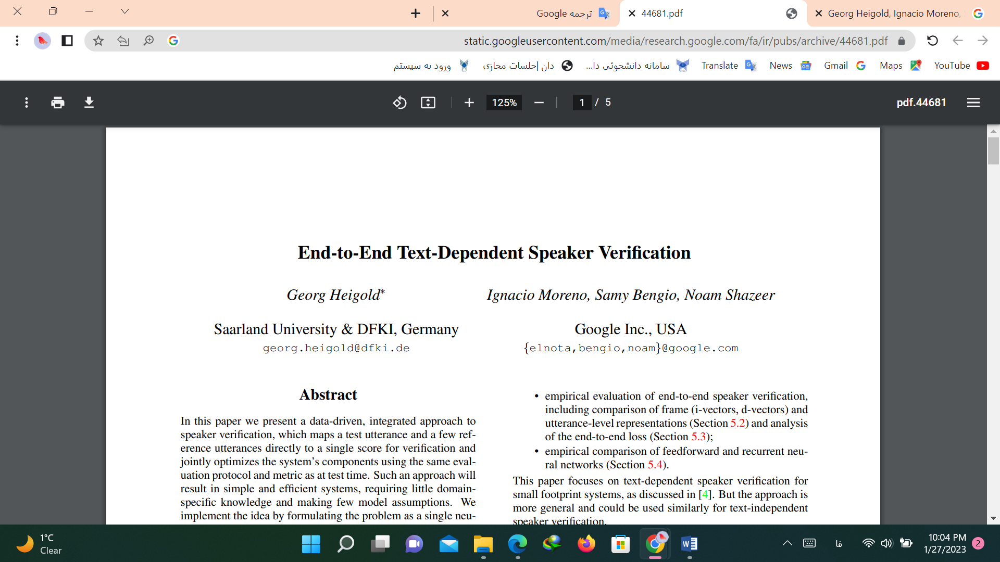 ترجمه Google
44681.pdf
Georg Heigold, Ignacio Moreno,
static.googleusercontent.com/media/research.google.com/fa/ir/pubs/archive/44681.pdf
ورود به سیستم
دان |جلسات مجازی
سامانه دانشجوئی دا...
Translate
News
Gmail
Maps
YouTube
125%
1 / 5
pdf.44681
End-to-End Text-Dependent Speaker Verification
Georg Heigold*
Ignacio Moreno, Samy Bengio, Noam Shazeer
Saarland University & DFKI, Germany
georg.heigold@dfki.de
Google Inc., USA
{elnota,bengio,noam}@google.com
Abstract
In this paper we present a data-driven, integrated approach to
speaker verification, which maps a test utterance and a few ref-
erence utterances directly to a single score for verification and
jointly optimizes the system's components using the same eval-
uation protocol and metric as at test time. Such an approach will
result in simple and efficient systems, requiring little domain-
specific knowledge and making few model assumptions. We
implement the idea by formulating the problem as a single neu-
• empirical evaluation of end-to-end speaker verification,
including comparison of frame (i-vectors, d-vectors) and
utterance-level representations (Section 5.2) and analysis
of the end-to-end loss (Section 5.3);
• empirical comparison of feedforward and recurrent neu-
ral networks (Section 5.4).
This paper focuses on text-dependent speaker verification for
small footprint systems, as discussed in [4]. But the approach is
more general and could be used similarly for text-independent
speaker verification.
1°C
Clear
فا
10:04 PM
1/27/2023
2